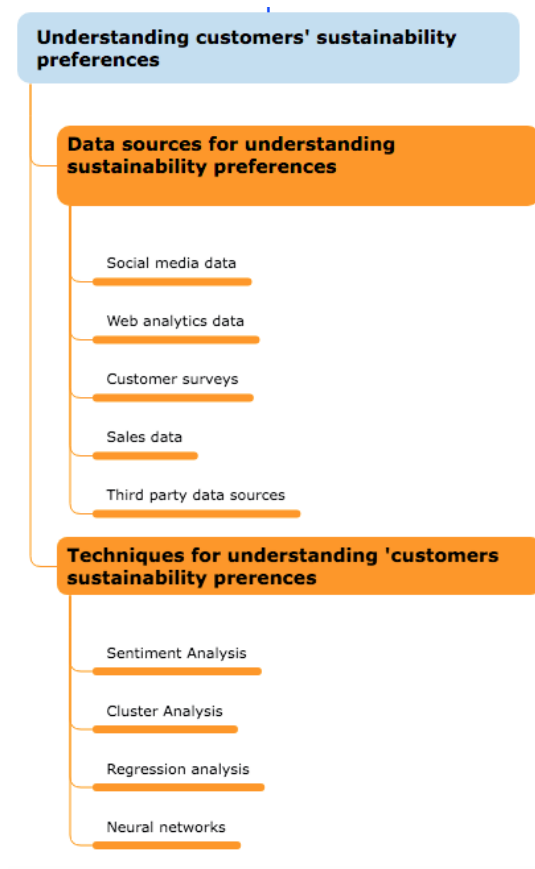 Understanding customers' sustainability
preferences
Data sources for understanding
sustainability preferences
Social media data
Web analytics data
Customer surveys
Sales data
Third party data sources
Techniques for understanding 'customers
sustainability prerences
Sentiment Analysis
Cluster Analysis
Regression analysis
Neural networks